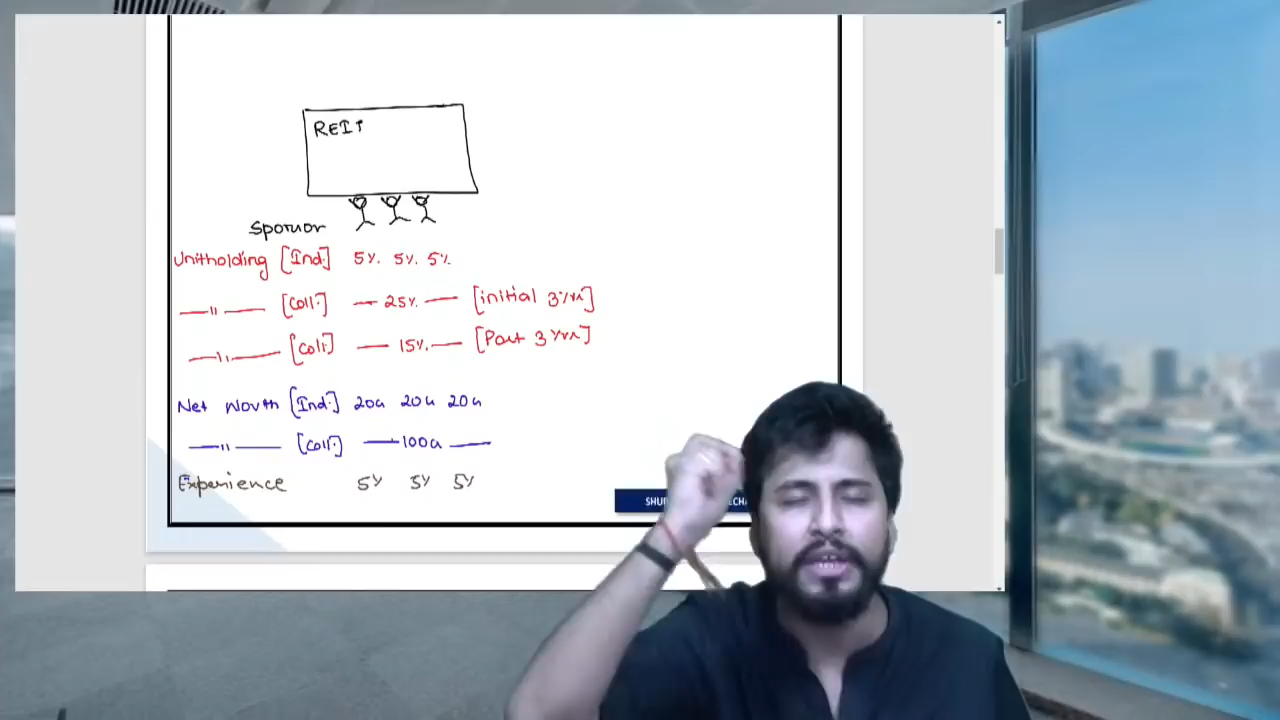 REIT
Sponsor
Unitholding [Ind.] 5%. 5%. 5%.
—〃— [Coll.] — 25%. — [initial 3 yrs]
—〃— [Coll.] — 15%. — [Post 3 yrs]
Net Worth [Ind.] 20cr 20cr 20cr
—〃— [Coll.] — 100cr —
Experience 5y 5y 5y